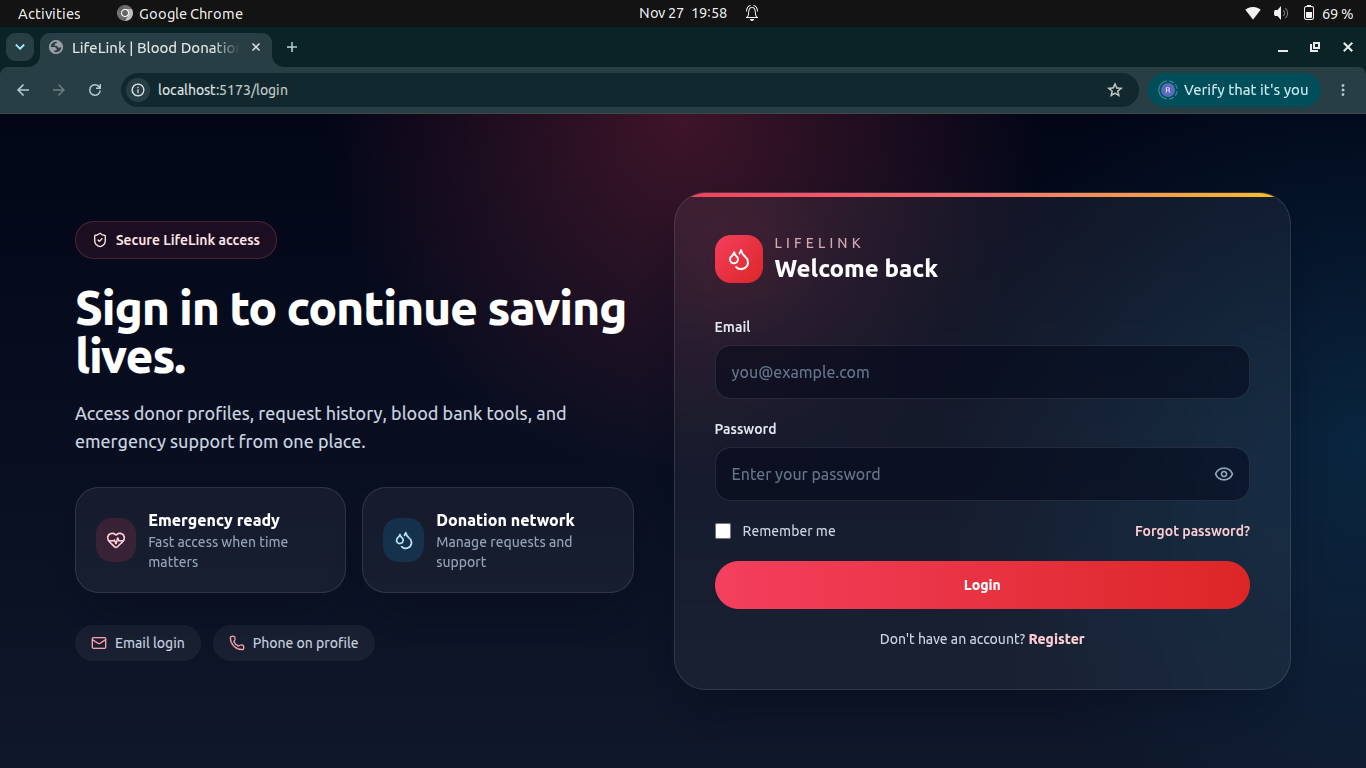 Activities
Google Chrome
Nov 27 19:58
69 %
LifeLink | Blood Donatio
localhost:5173/login
R
Verify that it's you
Secure LifeLink access
Sign in to continue saving
lives.
Access donor profiles, request history, blood bank tools, and
emergency support from one place.
Emergency ready
Fast access when time
matters
Donation network
Manage requests and
support
Email login
Phone on profile
LIFELINK
Welcome back
Email
you@example.com
Password
Enter your password
Remember me
Forgot password?
Login
Don't have an account? Register